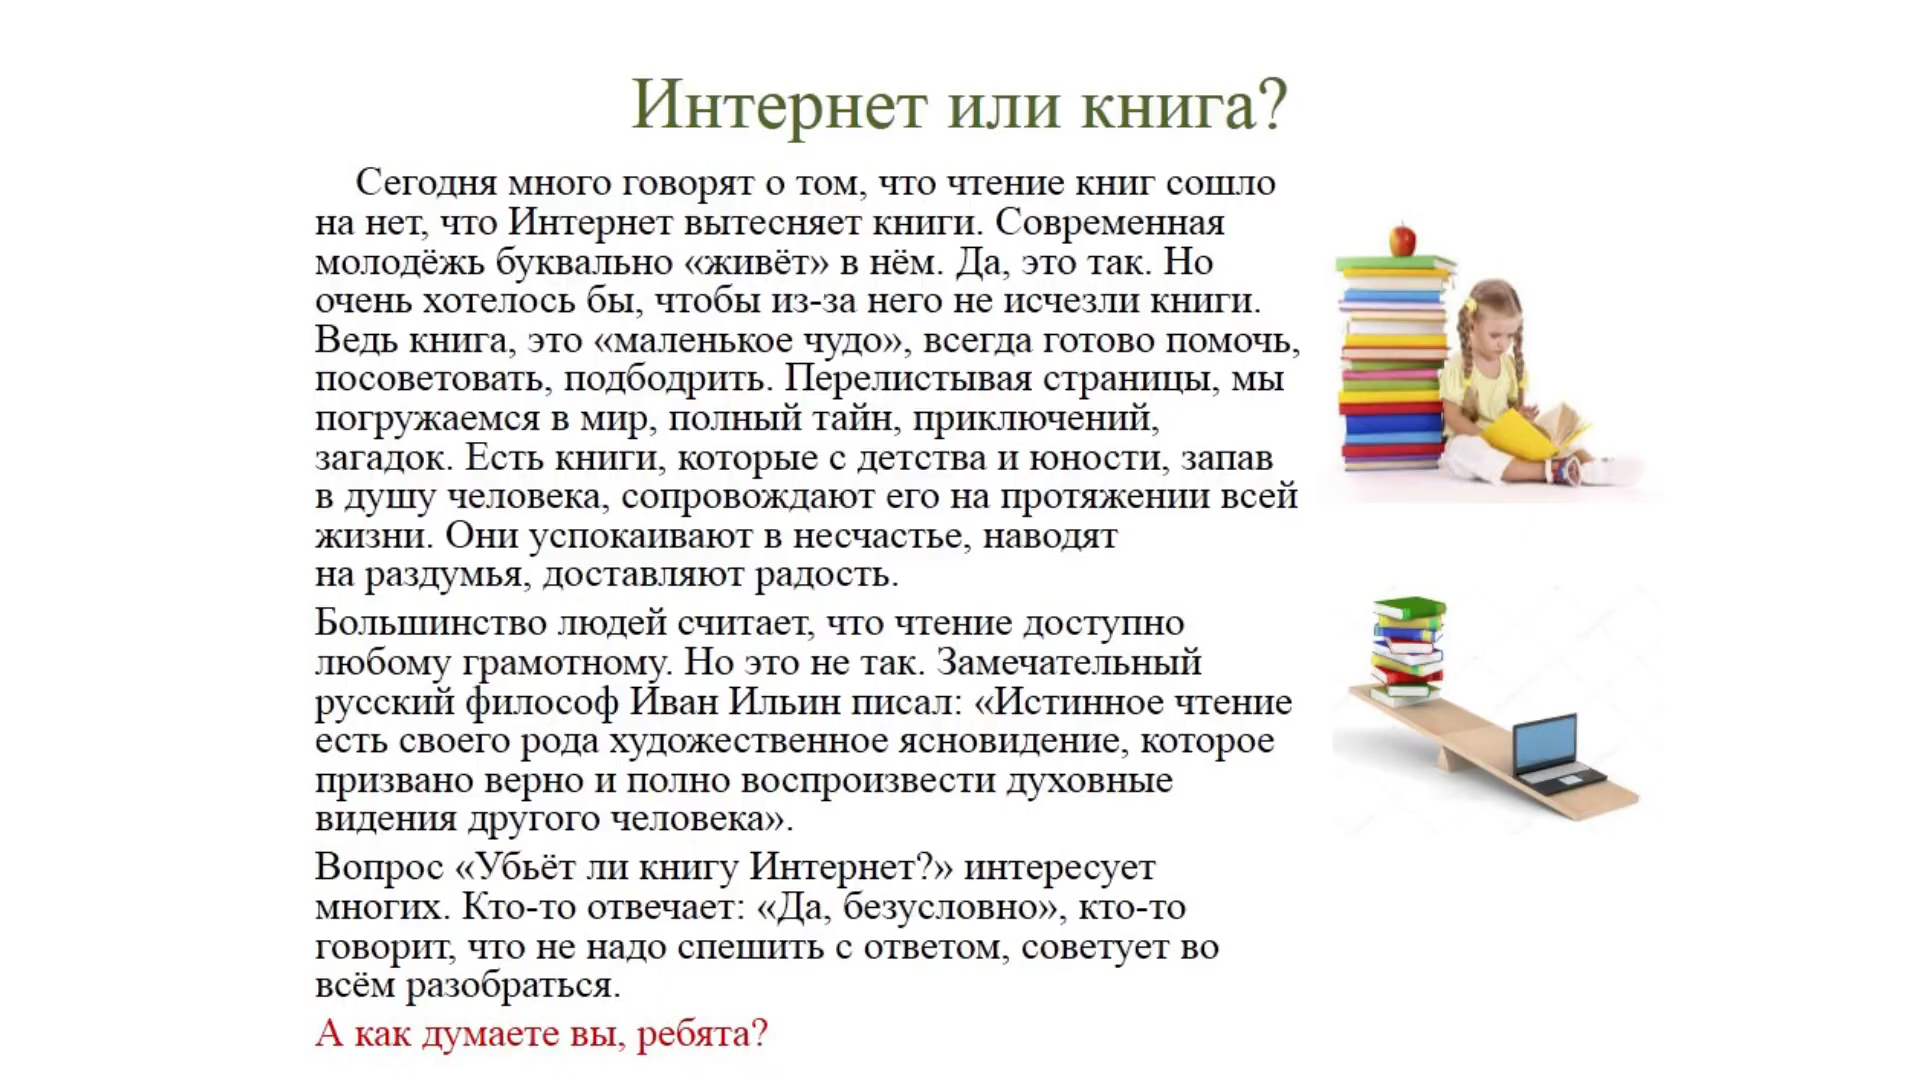 Интернет или книга?
Сегодня много говорят о том, что чтение книг сошло
на нет, что Интернет вытесняет книги. Современная
молодёжь буквально «живёт» в нём. Да, это так. Но
очень хотелось бы, чтобы из-за него не исчезли книги.
Ведь книга, это «маленькое чудо», всегда готово помочь,
посоветовать, подбодрить. Перелистывая страницы, мы
погружаемся в мир, полный тайн, приключений,
загадок. Есть книги, которые с детства и юности, запав
в душу человека, сопровождают его на протяжении всей
жизни. Они успокаивают в несчастье, наводят
на раздумья, доставляют радость.
Большинство людей считает, что чтение доступно
любому грамотному. Но это не так. Замечательный
русский философ Иван Ильин писал: «Истинное чтение
есть своего рода художественное ясновидение, которое
призвано верно и полно воспроизвести духовные
видения другого человека».
Вопрос «Убьёт ли книгу Интернет?» интересует
многих. Кто-то отвечает: «Да, безусловно», кто-то
говорит, что не надо спешить с ответом, советует во
всём разобраться.
А как думаете вы, ребята?